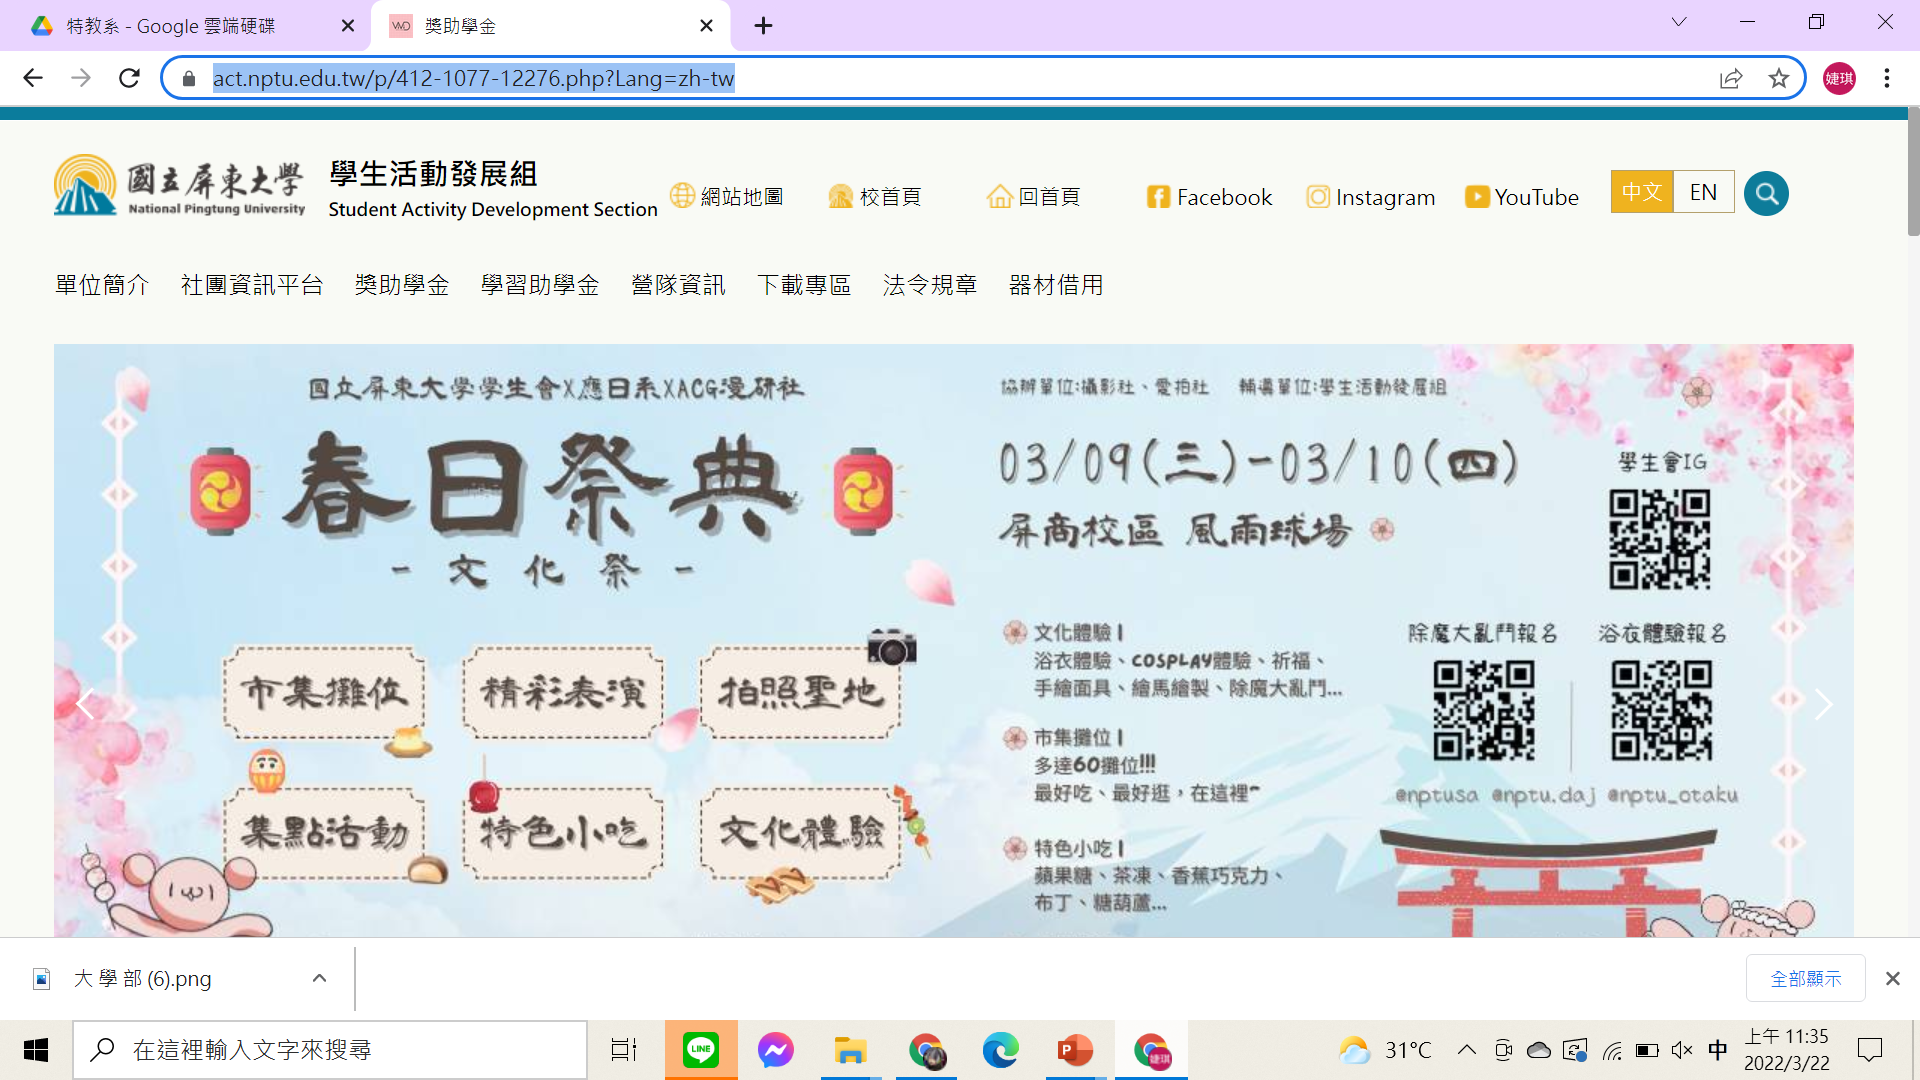 特教系 - Google 雲端硬碟
獎助學金
act.nptu.edu.tw/p/412-1077-12276.php?Lang=zh-tw
婕琪
國立屏東大學
National Pingtung University
學生活動發展組
Student Activity Development Section
網站地圖
校首頁
回首頁
Facebook
Instagram
YouTube
中文
EN
單位簡介 社團資訊平台 獎助學金 學習助學金 營隊資訊 下載專區 法令規章 器材借用
國立屏東大學學生會X應日系XACG漫研社
春日祭典
- 文 化 祭 -
市集攤位
精彩表演
拍照聖地
集點活動
特色小吃
文化體驗
協辦單位:攝影社、愛拍社 輔導單位:學生活動發展組
03/09(三)-03/10(四)
屏商校區 風雨球場
學生會IG
文化體驗 |
浴衣體驗、COSPLAY體驗、祈福、
手繪面具、繪馬繪製、除魔大亂鬥...
市集攤位 |
多達60攤位!!!
最好吃、最好逛，在這裡~
特色小吃 |
蘋果糖、茶凍、香蕉巧克力、
布丁、糖葫蘆...
除魔大亂鬥報名
浴衣體驗報名
@nptusa @nptu.daj @nptu_otaku
大 學 部 (6).png
全部顯示
在這裡輸入文字來搜尋
LINE
P
婕琪
31°C
中
上午 11:35
2022/3/22